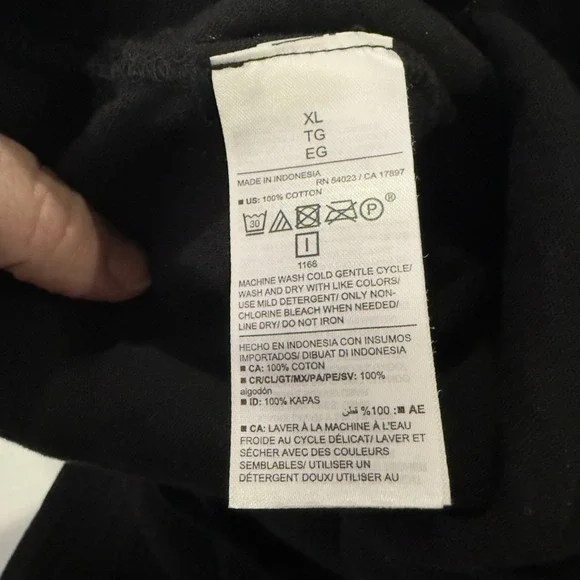 XL
TG
EG
MADE IN INDONESIA RN 54023 / CA 17897
■ US: 100% COTTON
30 P ®
I
1166
MACHINE WASH COLD GENTLE CYCLE/
WASH AND DRY WITH LIKE COLORS/
USE MILD DETERGENT/ ONLY NON-
CHLORINE BLEACH WHEN NEEDED/
LINE DRY/ DO NOT IRON
HECHO EN INDONESIA CON INSUMOS
IMPORTADOS/ DIBUAT DI INDONESIA
■ CA: 100% COTON
■ CR/CL/GT/MX/PA/PE/SV: 100%
algodón
■ ID: 100% KAPAS
■ AE: 100% قطن
■ CA: LAVER À LA MACHINE À L'EAU
FROIDE AU CYCLE DÉLICAT/ LAVER ET
SÉCHER AVEC DES COULEURS
SEMBLABLES/ UTILISER UN
DÉTERGENT DOUX/ UTILISER AU